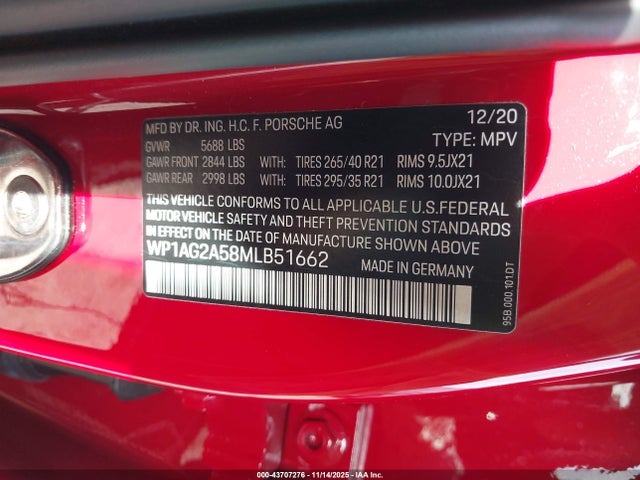 MFD BY DR. ING. H.C. F. PORSCHE AG 12/20
GVWR 5688 LBS TYPE: MPV
GAWR FRONT 2844 LBS WITH: TIRES 265/40 R21 RIMS 9.5JX21
GAWR REAR 2998 LBS WITH: TIRES 295/35 R21 RIMS 10.0JX21
THIS VEHICLE CONFORMS TO ALL APPLICABLE U.S.FEDERAL
MOTOR VEHICLE SAFETY AND THEFT PREVENTION STANDARDS
IN EFFECT ON THE DATE OF MANUFACTURE SHOWN ABOVE
WP1AG2A58MLB51662 MADE IN GERMANY
95B.000.101.DT
000-43707276 - 11/14/2025 - IAA Inc.